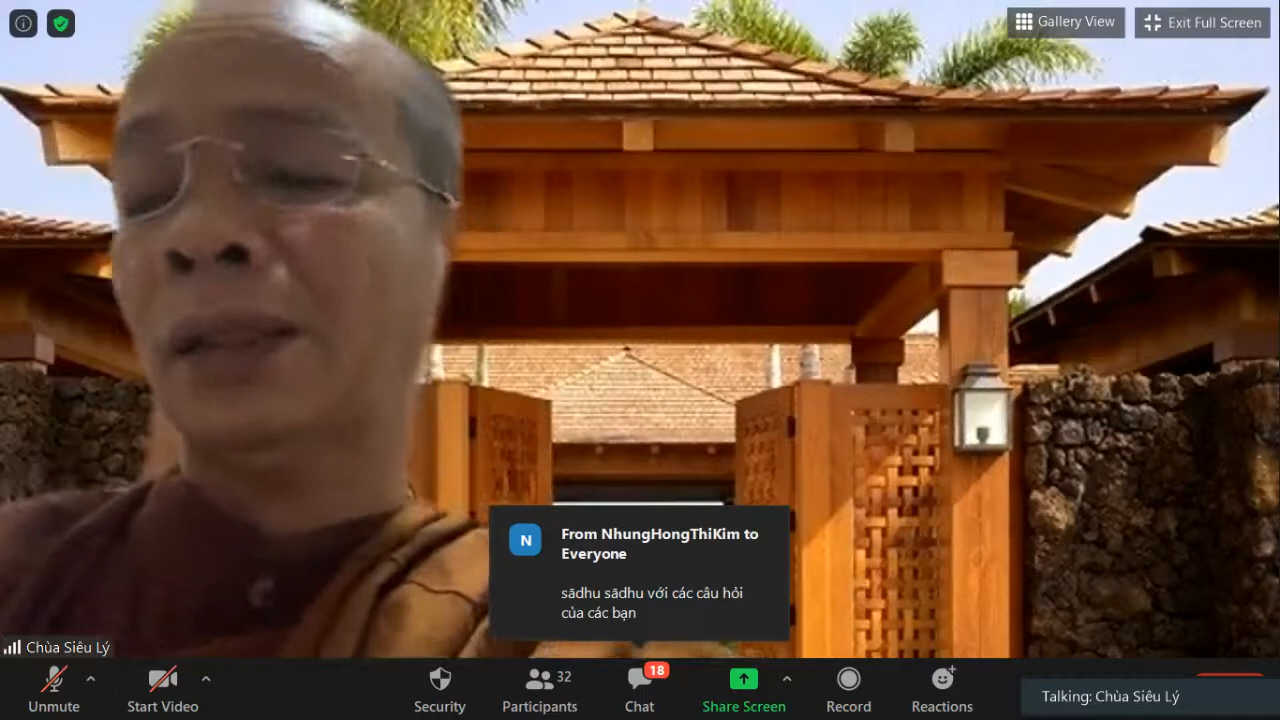 Gallery View
Exit Full Screen
N
From NhungHongThiKim to
Everyone
sādhu sādhu với các câu hỏi
của các bạn
Chùa Siêu Lý
Unmute
Start Video
Security
32
Participants
18
Chat
Share Screen
Record
Reactions
Talking: Chùa Siêu Lý